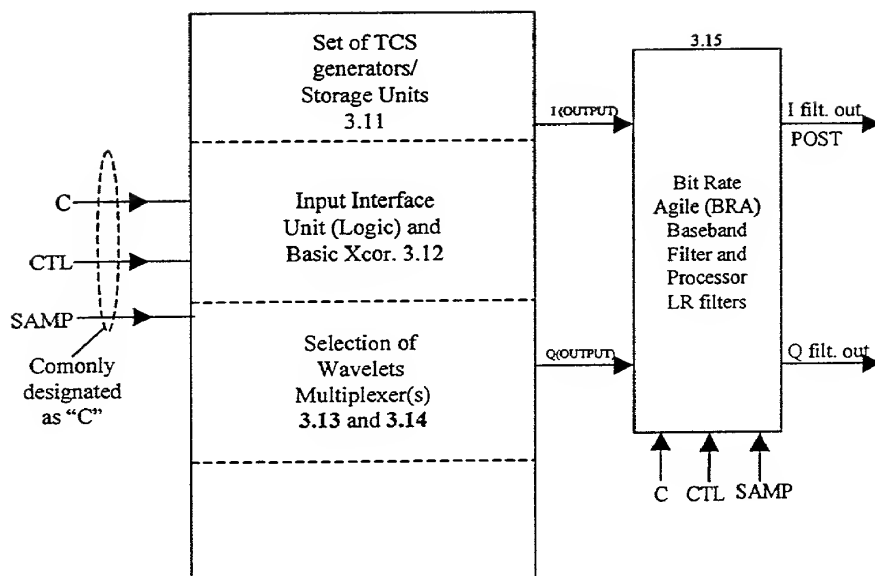 Set of TCS
generators/
Storage Units
3.11
C
CTL
SAMP
Comonly
designated
as “C”
Input Interface
Unit (Logic) and
Basic Xcor. 3.12
Selection of
Wavelets
Multiplexer(s)
3.13 and 3.14
I (OUTPUT)
Q(OUTPUT)
3.15
Bit Rate
Agile (BRA)
Baseband
Filter and
Processor
LR filters
I filt. out
POST
Q filt. out
C CTL SAMP